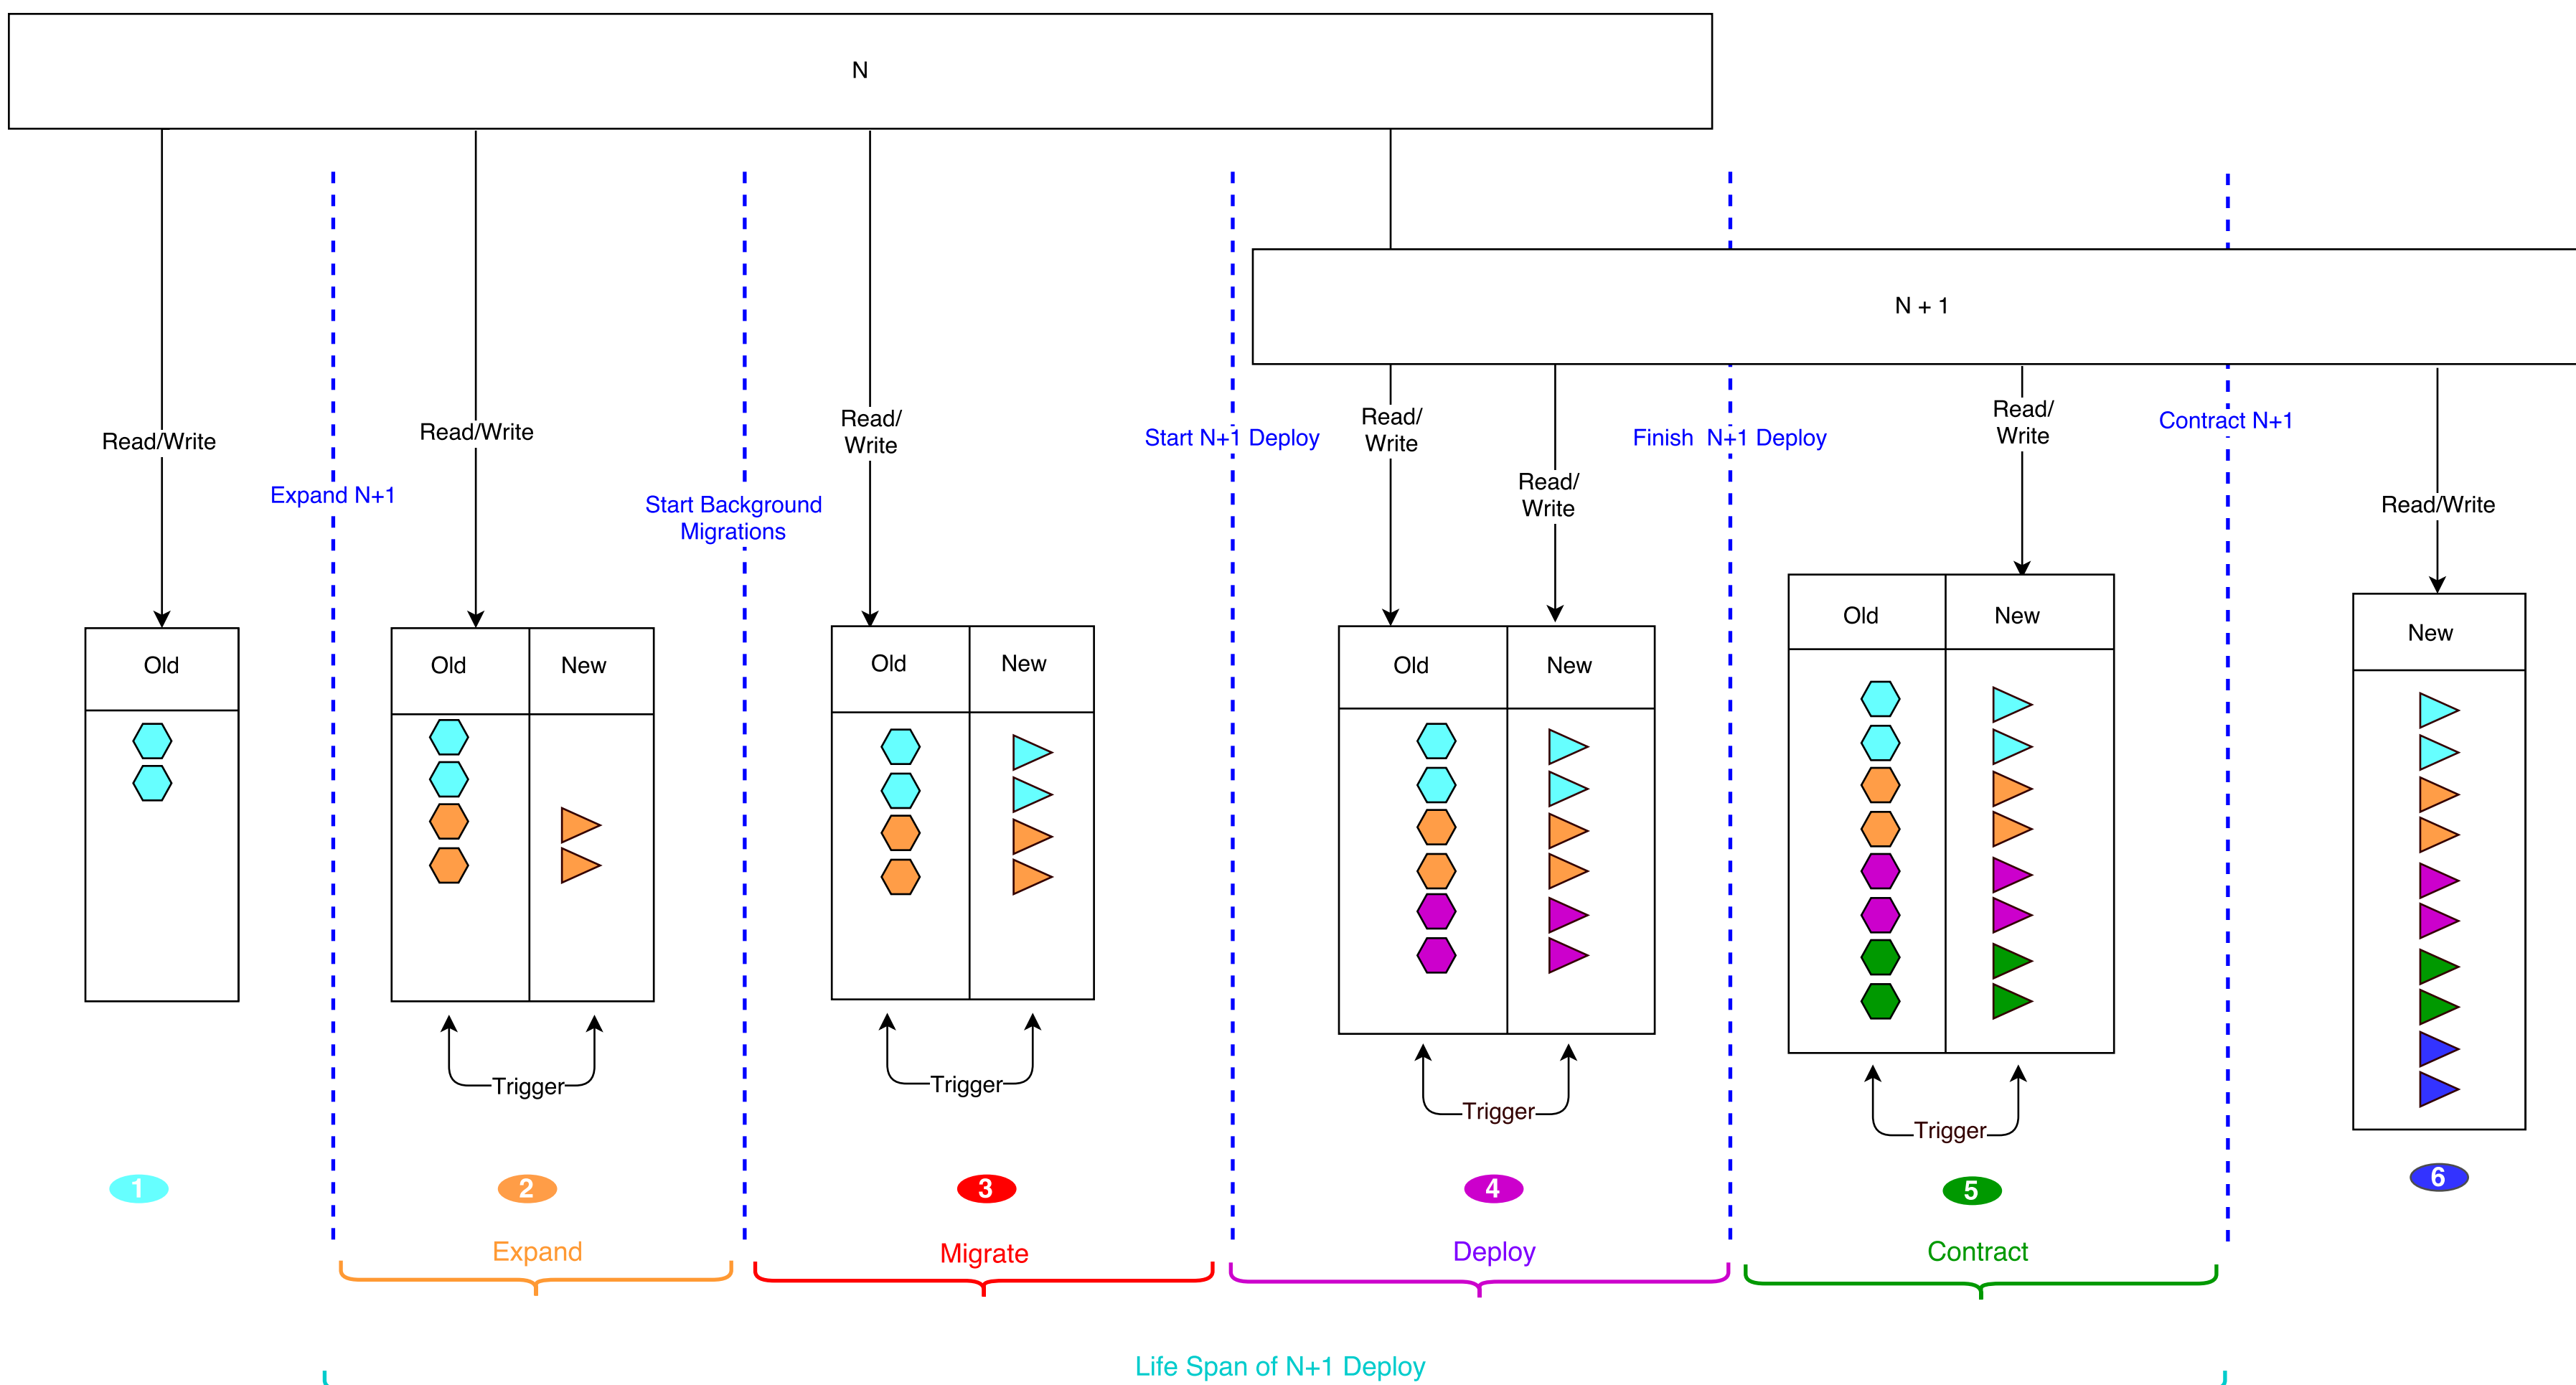 N
N + 1
Read/Write
Expand N+1
Read/Write
Start Background
Migrations
Read/
Write
Start N+1 Deploy
Read/
Write
Read/
Write
Finish N+1 Deploy
Read/
Write
Contract N+1
Read/Write
Old
Old
New
Old
New
Old
New
Old
New
New
Trigger
Trigger
Trigger
Trigger
1
2
3
4
5
6
Expand
Migrate
Deploy
Contract
Life Span of N+1 Deploy